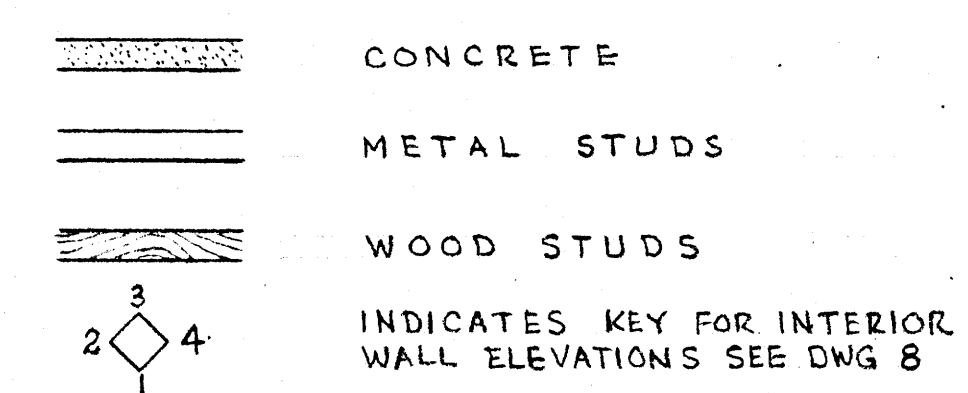 CONCRETE
METAL STUDS
WOOD STUDS
3
2 4
1
INDICATES KEY FOR INTERIOR
WALL ELEVATIONS SEE DWG 8